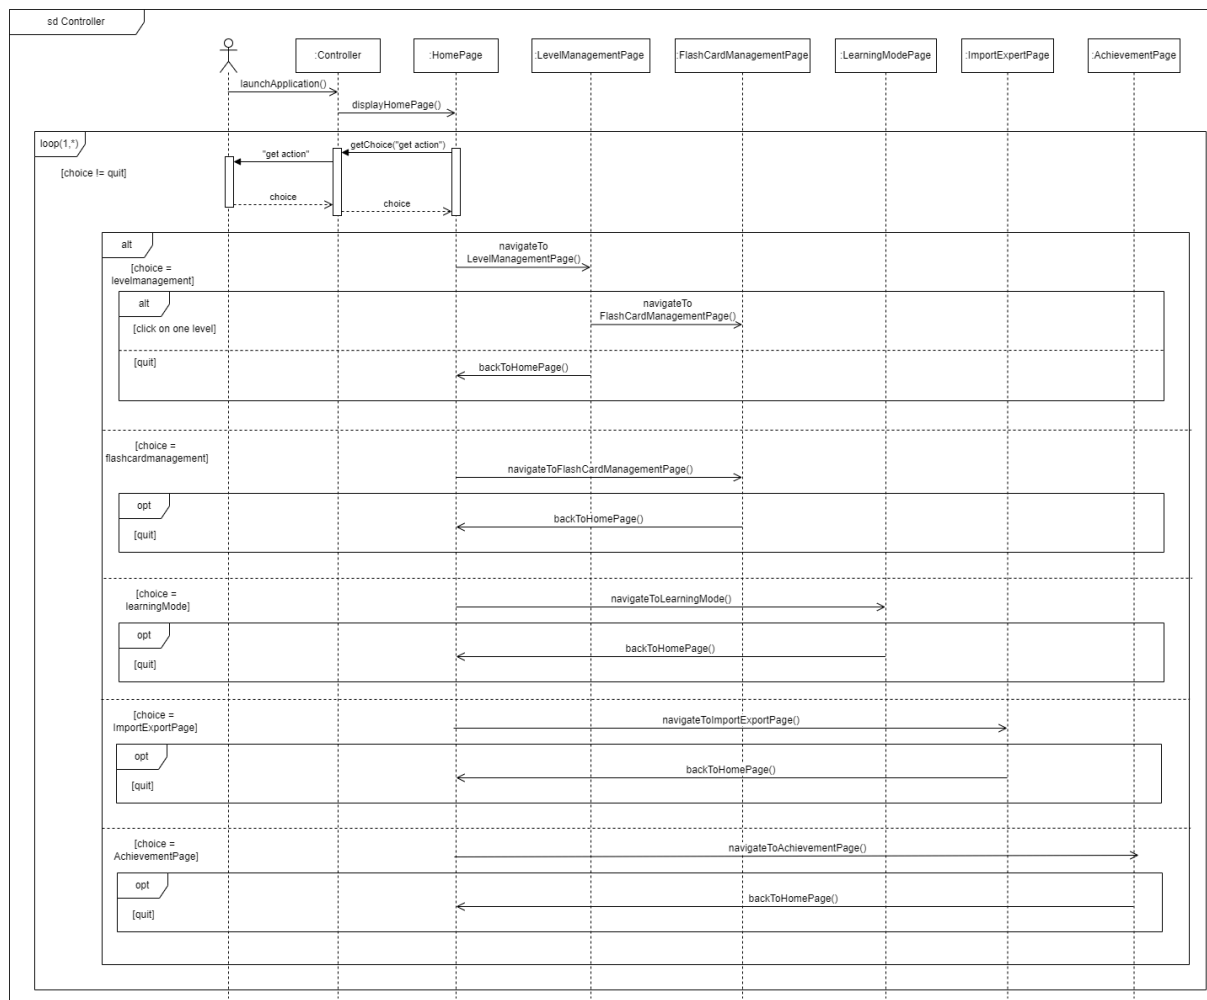 sd Controller
:Controller
:HomePage
:LevelManagementPage
:FlashCardManagementPage
:LearningModePage
:ImportExpertPage
:AchievementPage
launchApplication()
displayHomePage()
loop(1,*)
[choice != quit]
getChoice("get action")
"get action"
choice
choice
alt
[choice =
levelmanagement]
navigateTo
LevelManagementPage()
alt
[click on one level]
navigateTo
FlashCardManagementPage()
[quit]
backToHomePage()
[choice =
flashcardmanagement]
navigateToFlashCardManagementPage()
opt
[quit]
backToHomePage()
[choice =
learningMode]
navigateToLearningMode()
opt
[quit]
backToHomePage()
[choice =
ImportExportPage]
navigateToImportExportPage()
opt
[quit]
backToHomePage()
[choice =
AchievementPage]
navigateToAchievementPage()
opt
[quit]
backToHomePage()